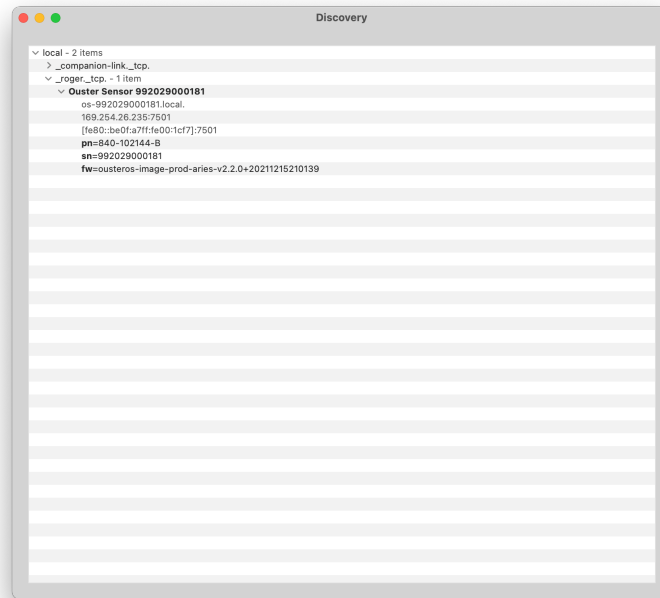 Discovery
local - 2 items
_companion-link._tcp.
_roger._tcp. - 1 item
Ouster Sensor 992029000181
os-992029000181.local.
169.254.26.235:7501
[fe80::be0f:a7ff:fe00:1cf7]:7501
pn=840-102144-B
sn=992029000181
fw=ousteros-image-prod-aries-v2.2.0+20211215210139